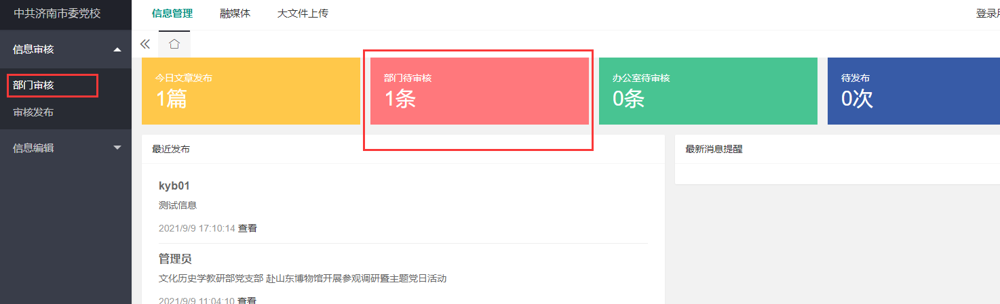 中共济南市委党校
信息管理 融媒体 大文件上传 登录
信息审核
部门审核
审核发布
信息编辑
今日文章发布
1篇
部门待审核
1条
办公室待审核
0条
待发布
0次
最近发布
kyb01
测试信息
2021/9/9 17:10:14 查看
管理员
文化历史学教研部党支部 赴山东博物馆开展参观调研暨主题党日活动
2021/9/9 11:04:10 查看
最新消息提醒